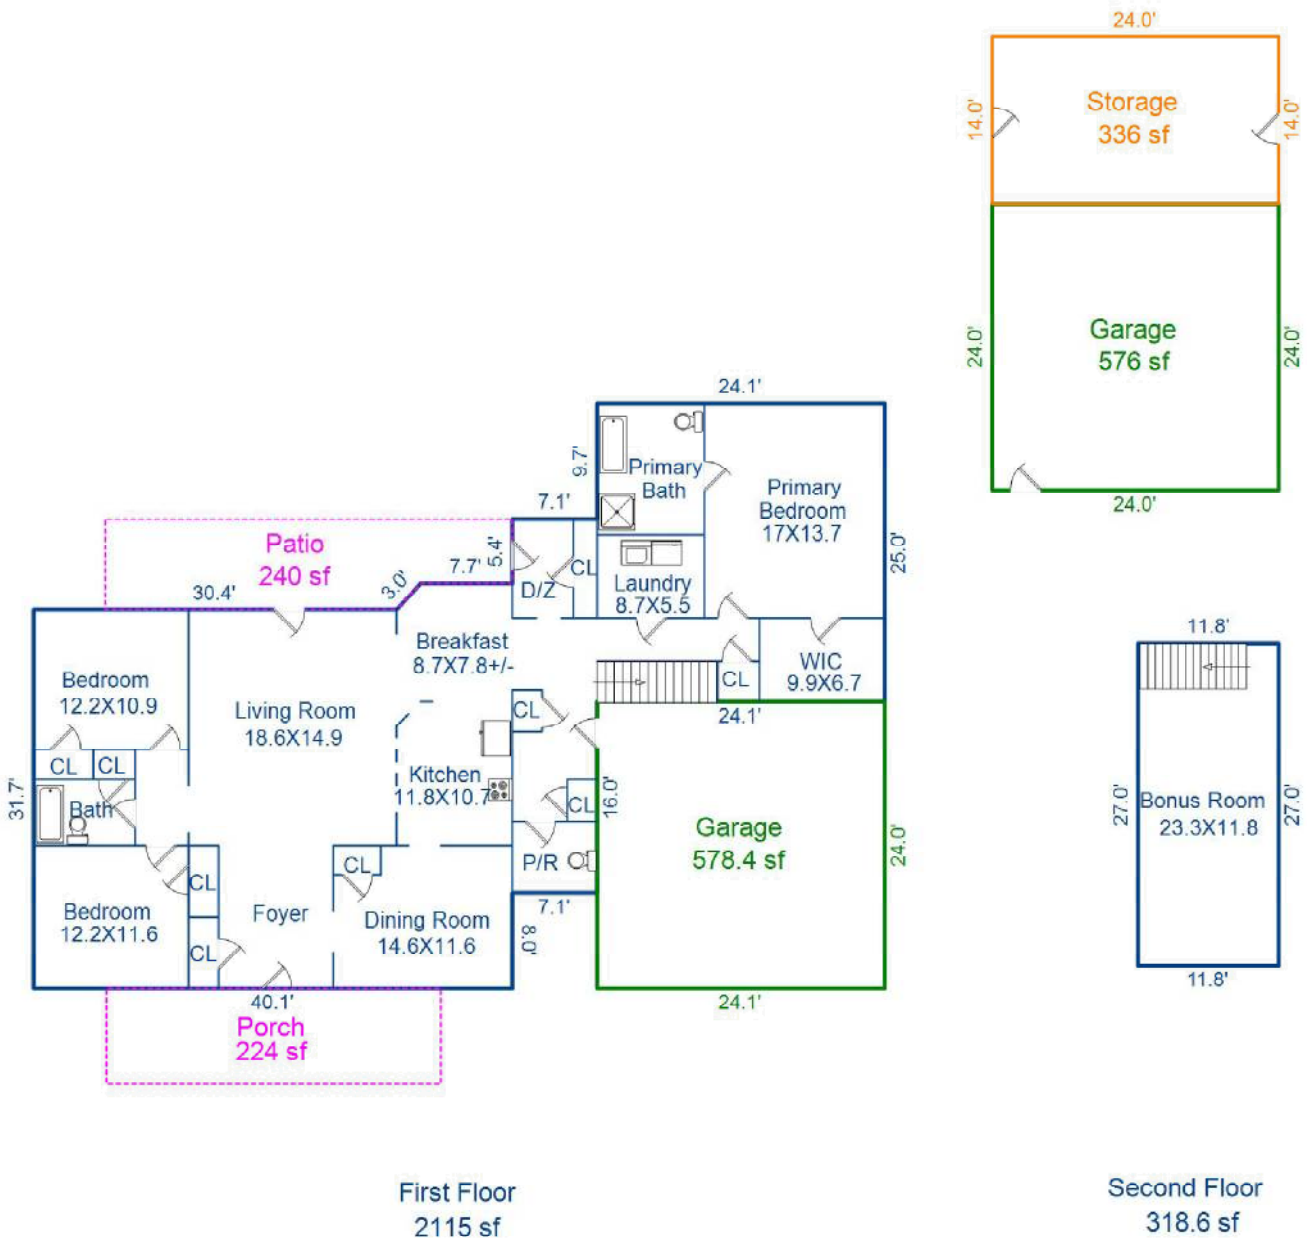 24.0'
Storage
336 sf
14.0'
14.0'
Garage
576 sf
24.0'
24.0'
24.0'
24.1'
9.7'
Primary
Bath
Primary
Bedroom
17X13.7
7.1'
25.0'
Patio
240 sf
5.4'
7.7'
CL
D/Z
Laundry
8.7X5.5
30.4'
3.0'
Breakfast
8.7X7.8+/-
WIC
9.9X6.7
CL
24.1'
Bedroom
12.2X10.9
Living Room
18.6X14.9
CL
CL
CL
Kitchen
11.8X10.7
CL
16.0'
31.7'
Bath
Garage
578.4 sf
24.0'
P/R
CL
CL
7.1'
Bedroom
12.2X11.6
Foyer
Dining Room
14.6X11.6
8.0'
CL
40.1'
24.1'
Porch
224 sf
11.8'
27.0'
27.0'
Bonus Room
23.3X11.8
11.8'
First Floor
2115 sf
Second Floor
318.6 sf